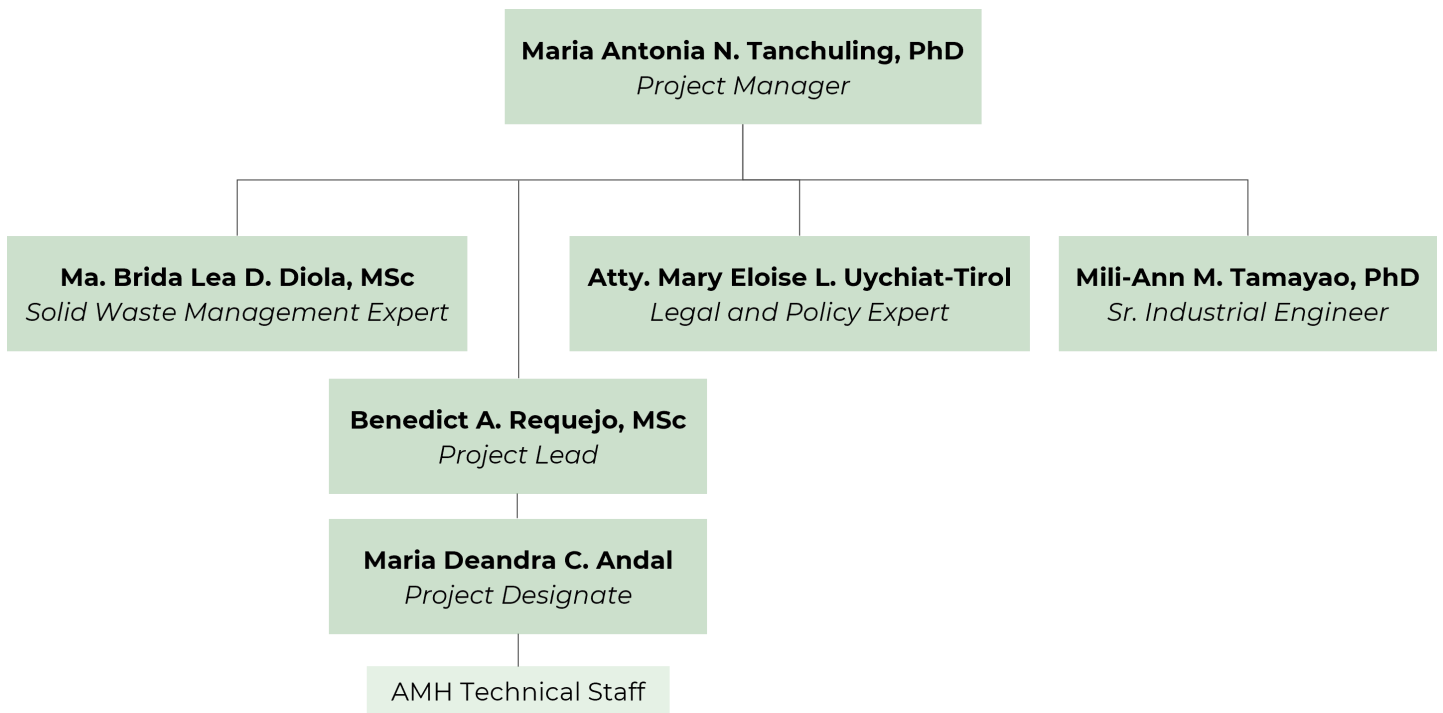 Maria Antonia N. Tanchuling, PhD
Project Manager
Ma. Brida Lea D. Diola, MSc
Solid Waste Management Expert
Atty. Mary Eloise L. Uychiat-Tirol
Legal and Policy Expert
Mili-Ann M. Tamayao, PhD
Sr. Industrial Engineer
Benedict A. Requejo, MSc
Project Lead
Maria Deandra C. Andal
Project Designate
AMH Technical Staff